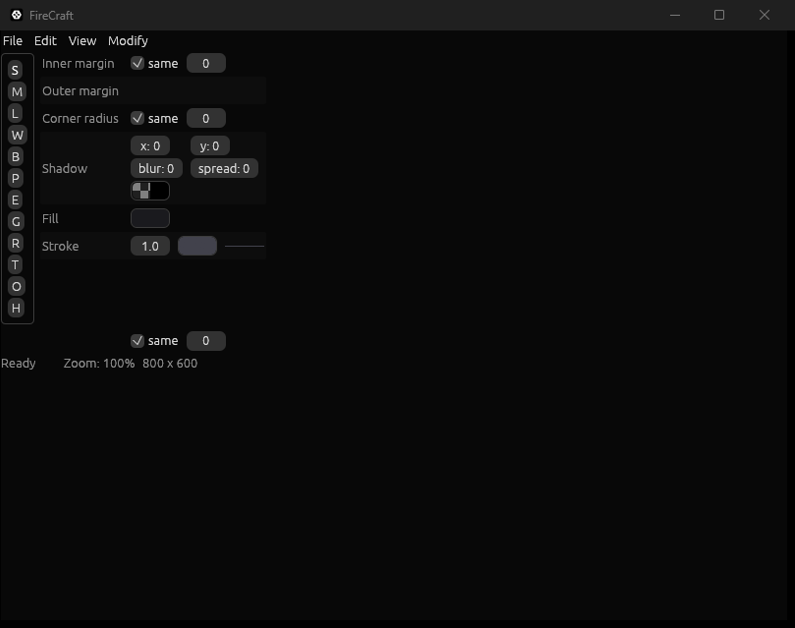 FireCraft
File Edit View Modify
S
M
L
W
B
P
E
G
R
T
O
H
Inner margin same 0
Outer margin
Corner radius same 0
x: 0 y: 0
Shadow blur: 0 spread: 0
Fill
Stroke 1.0
same 0
Ready Zoom: 100% 800 x 600